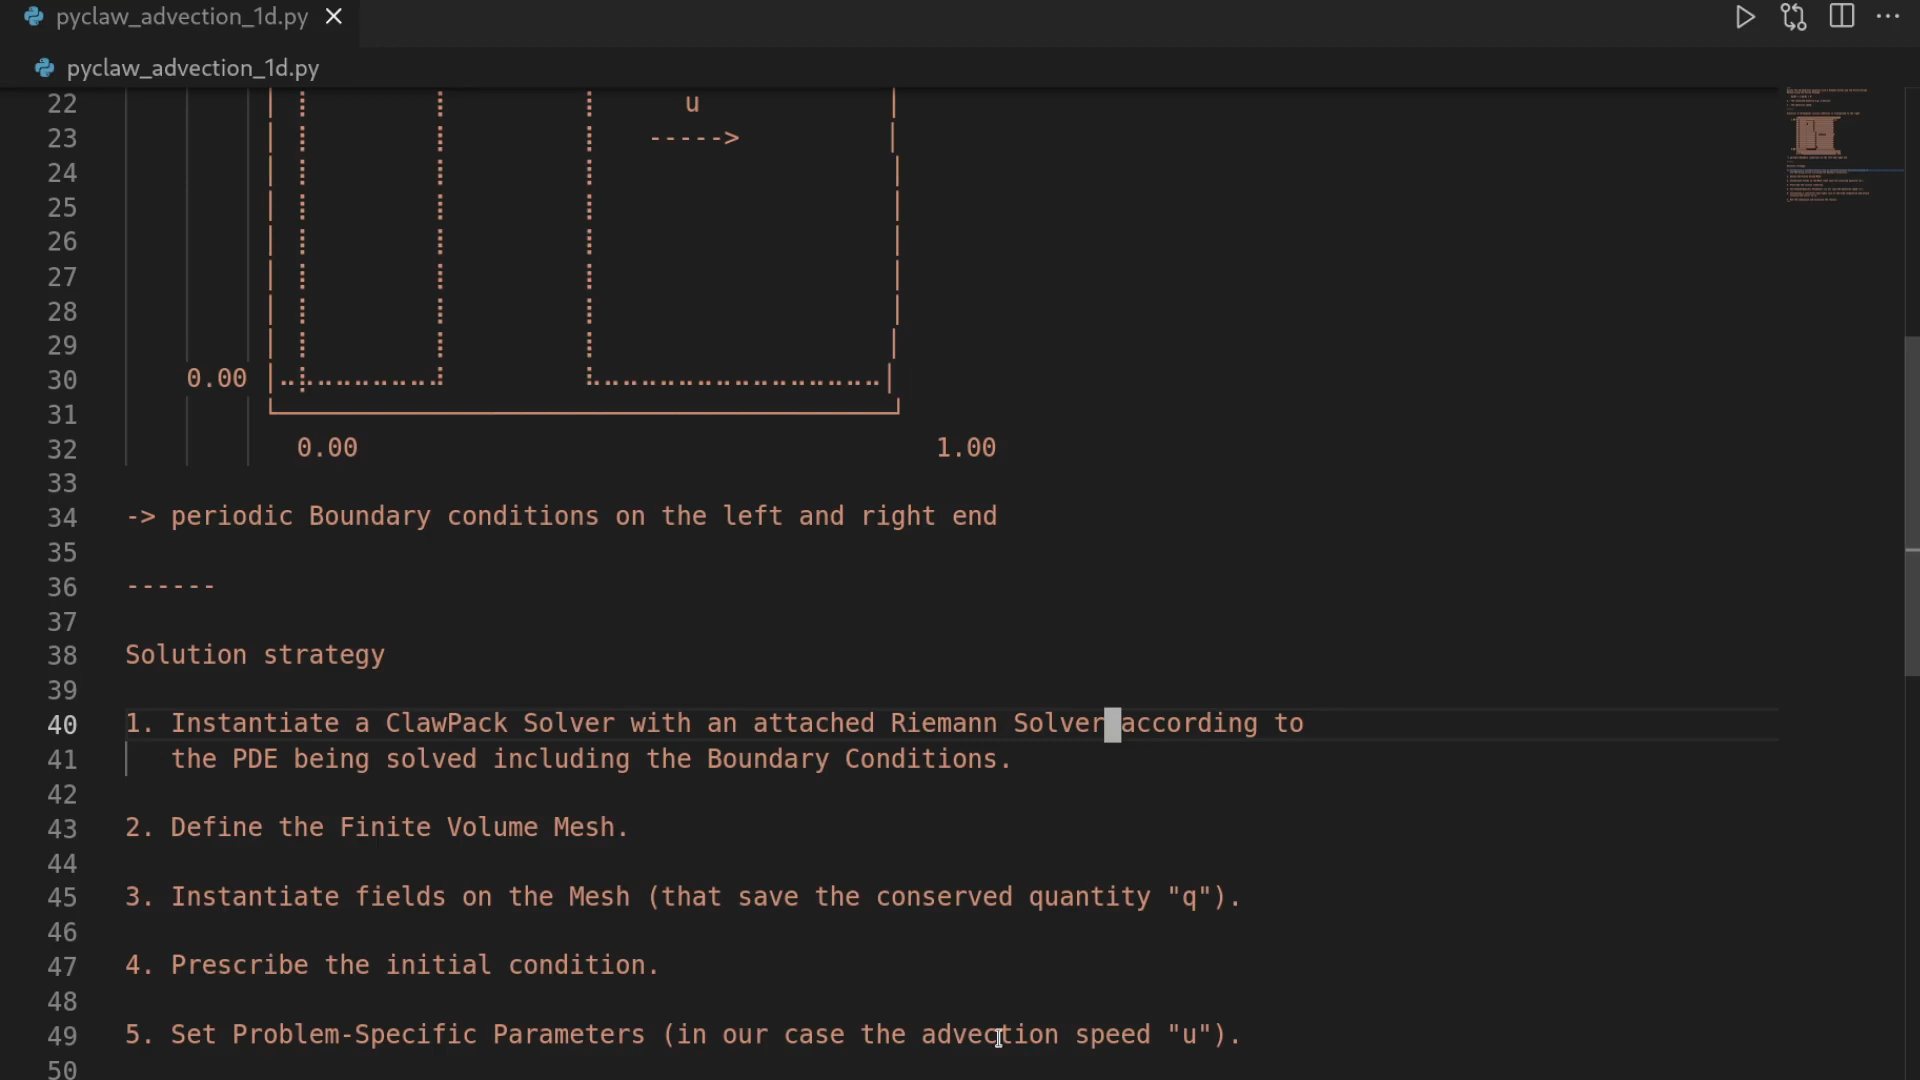 pyclaw_advection_1d.py
pyclaw_advection_1d.py
22 u
23 ----->
24
25
26
27
28
29
30 0.00
31
32 0.00 1.00
33
34 -> periodic Boundary conditions on the left and right end
35
36 ------
37
38 Solution strategy
39
40 1. Instantiate a ClawPack Solver with an attached Riemann Solver according to
41 the PDE being solved including the Boundary Conditions.
42
43 2. Define the Finite Volume Mesh.
44
45 3. Instantiate fields on the Mesh (that save the conserved quantity "q").
46
47 4. Prescribe the initial condition.
48
49 5. Set Problem-Specific Parameters (in our case the advection speed "u").
50